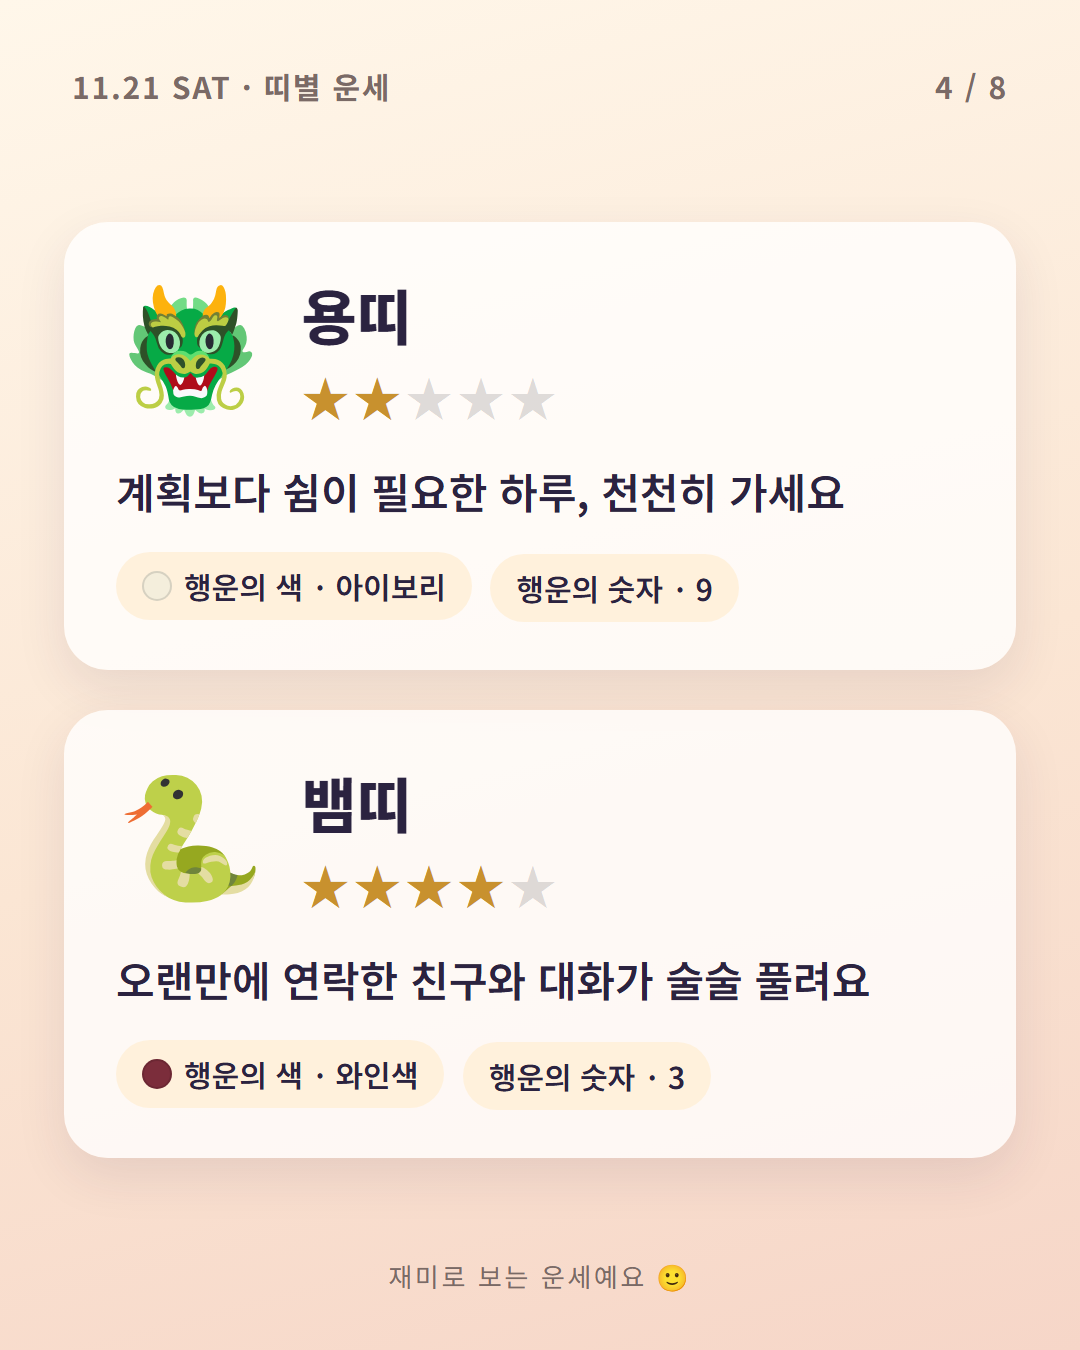 11.21 SAT · 띠별 운세
4 / 8
용띠
★★★★★
계획보다 쉼이 필요한 하루, 천천히 가세요
행운의 색 · 아이보리
행운의 숫자 · 9
뱀띠
★★★★★
오랜만에 연락한 친구와 대화가 술술 풀려요
행운의 색 · 와인색
행운의 숫자 · 3
재미로 보는 운세예요 🙂